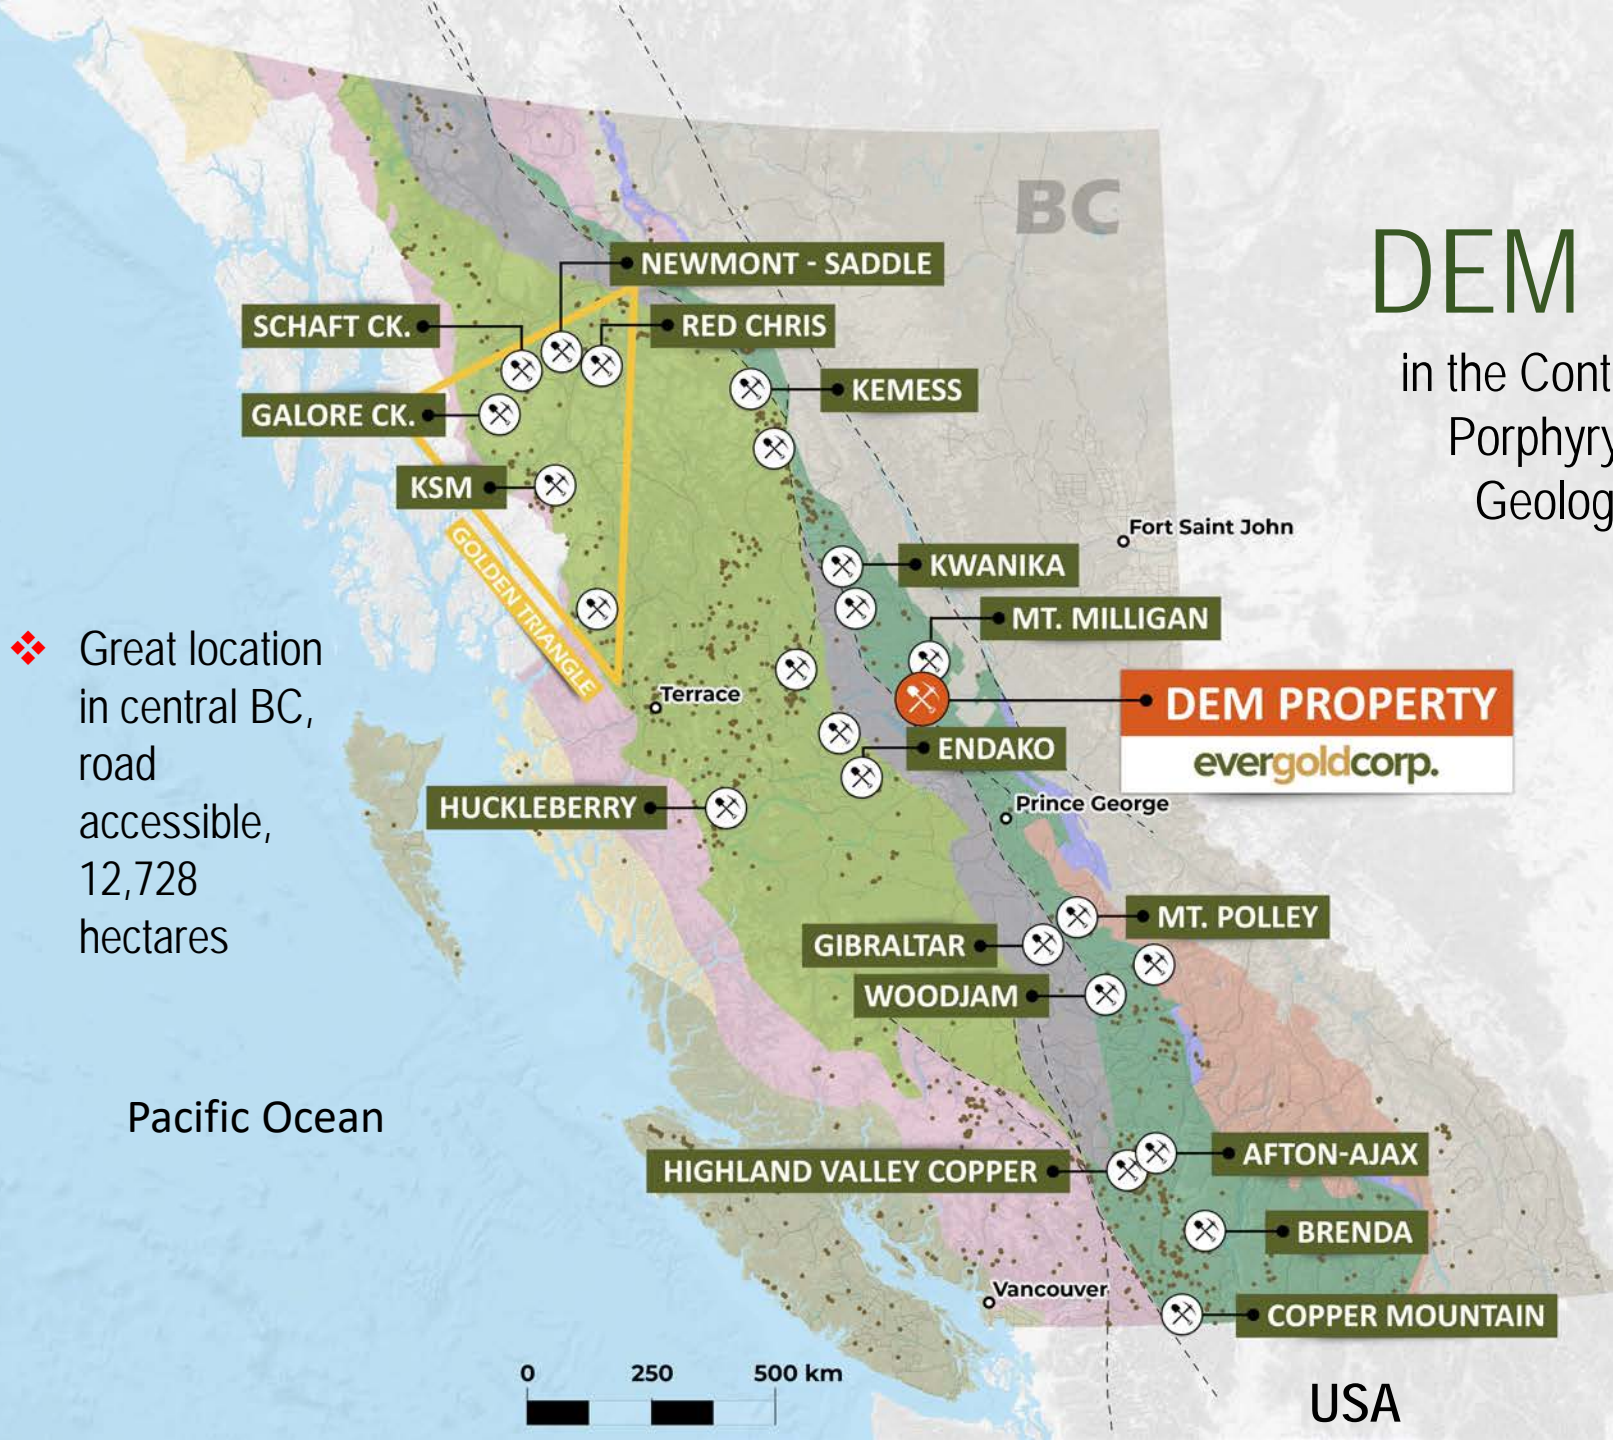 BC
DEM
in the Cont
Porphyry
Geolog
NEWMONT - SADDLE
SCHAFT CK.
RED CHRIS
KEMESS
GALORE CK.
KSM
GOLDEN TRIANGLE
Fort Saint John
KWANIKA
MT. MILLIGAN
❖ Great location
in central BC,
road
accessible,
12,728
hectares
Terrace
DEM PROPERTY
evergoldcorp.
ENDAKO
HUCKLEBERRY
Prince George
MT. POLLEY
GIBRALTAR
WOODJAM
Pacific Ocean
AFTON-AJAX
HIGHLAND VALLEY COPPER
BRENDA
Vancouver
COPPER MOUNTAIN
0 250 500 km
USA